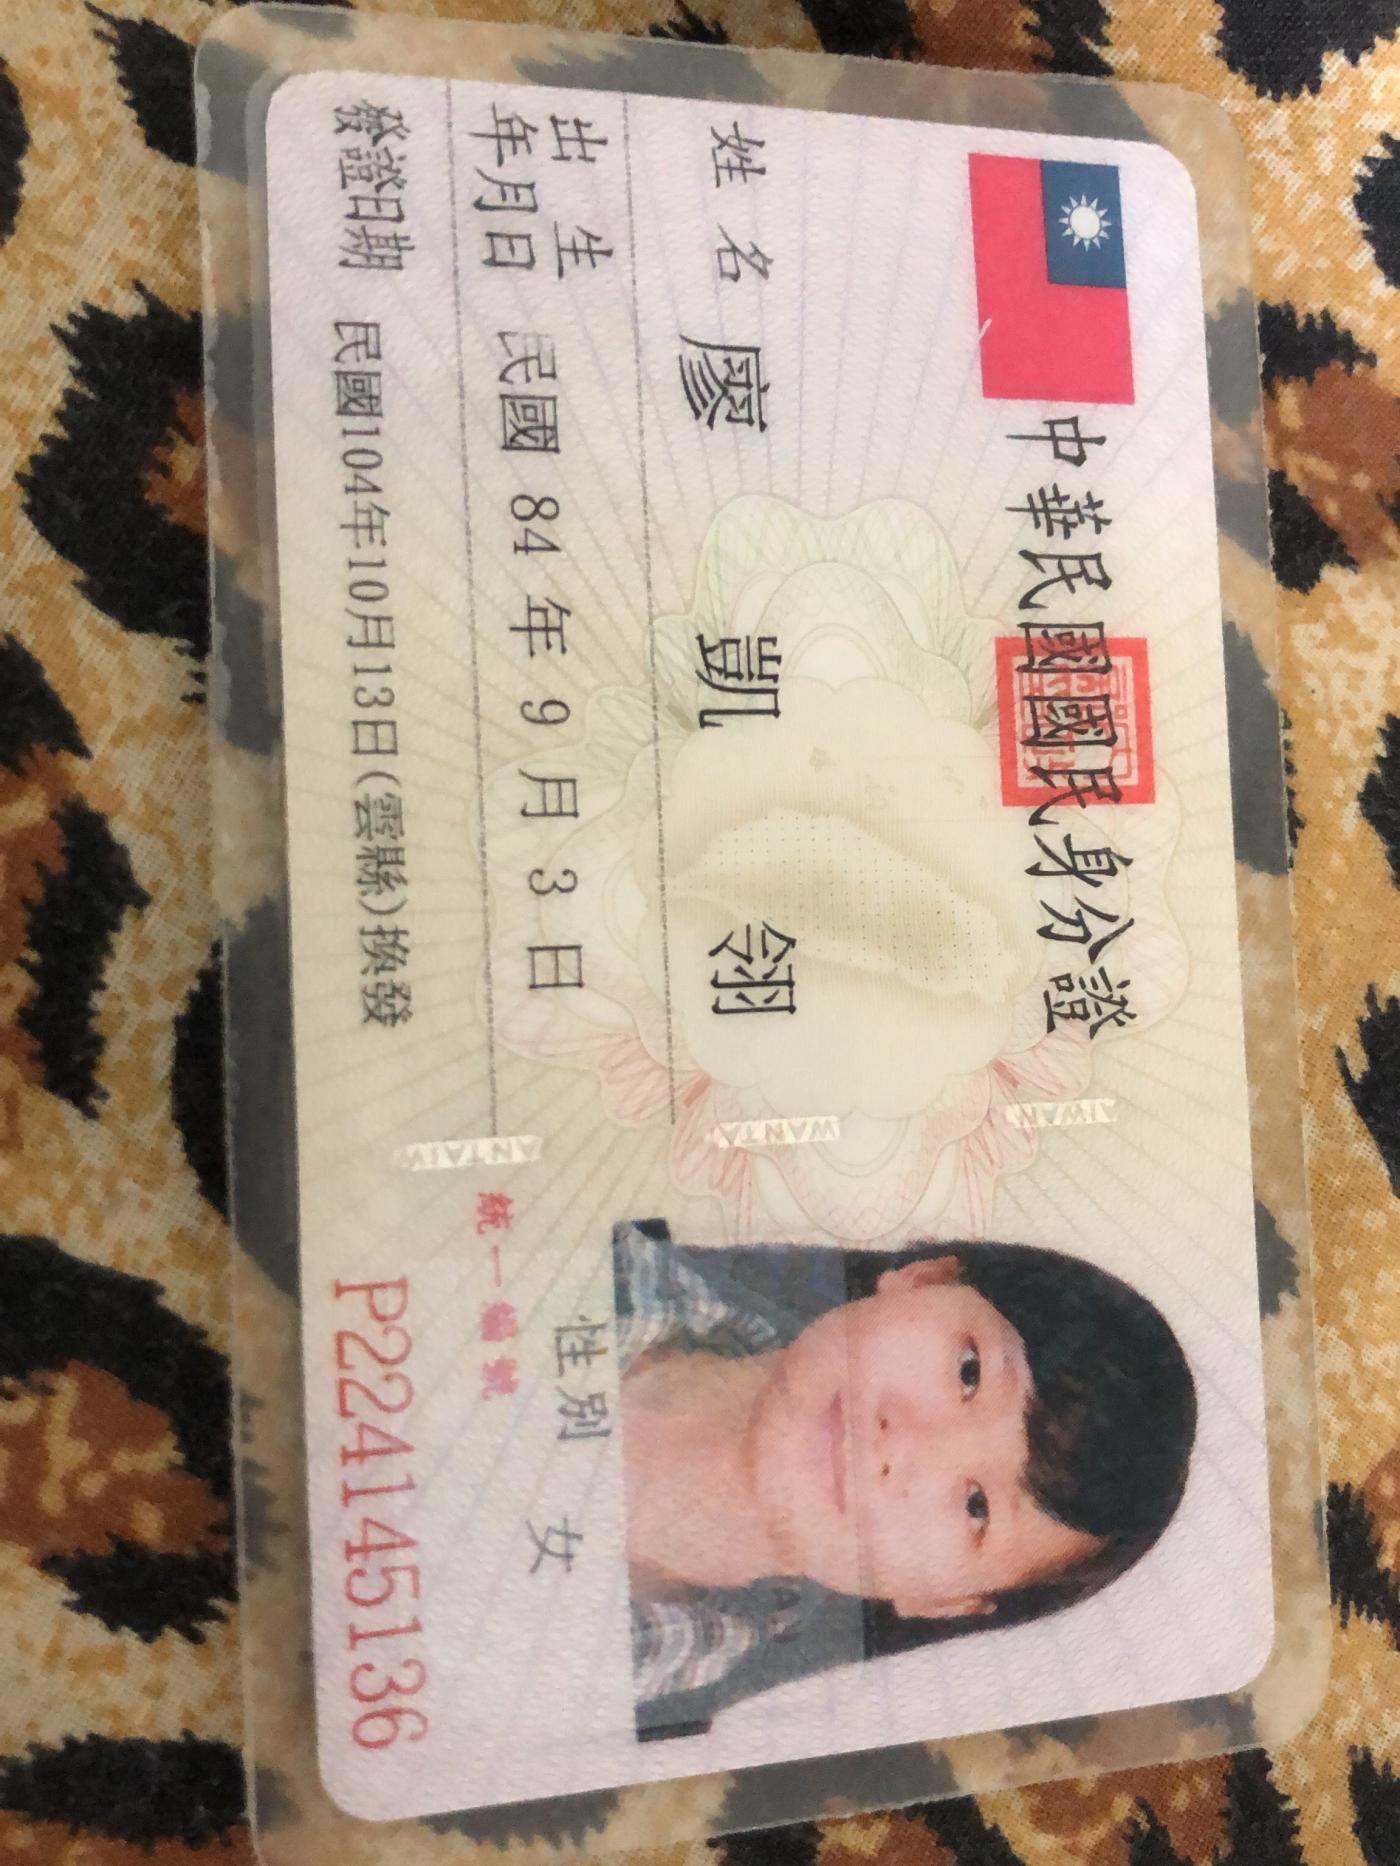 中華民國國民身分證
姓名 廖凱翎
出生年月日 民國 84 年 9 月 3 日
性別 女
發證日期 民國104年10月13日(雲縣)換發
統一編號
P224145136
WANTA
ANTAIW